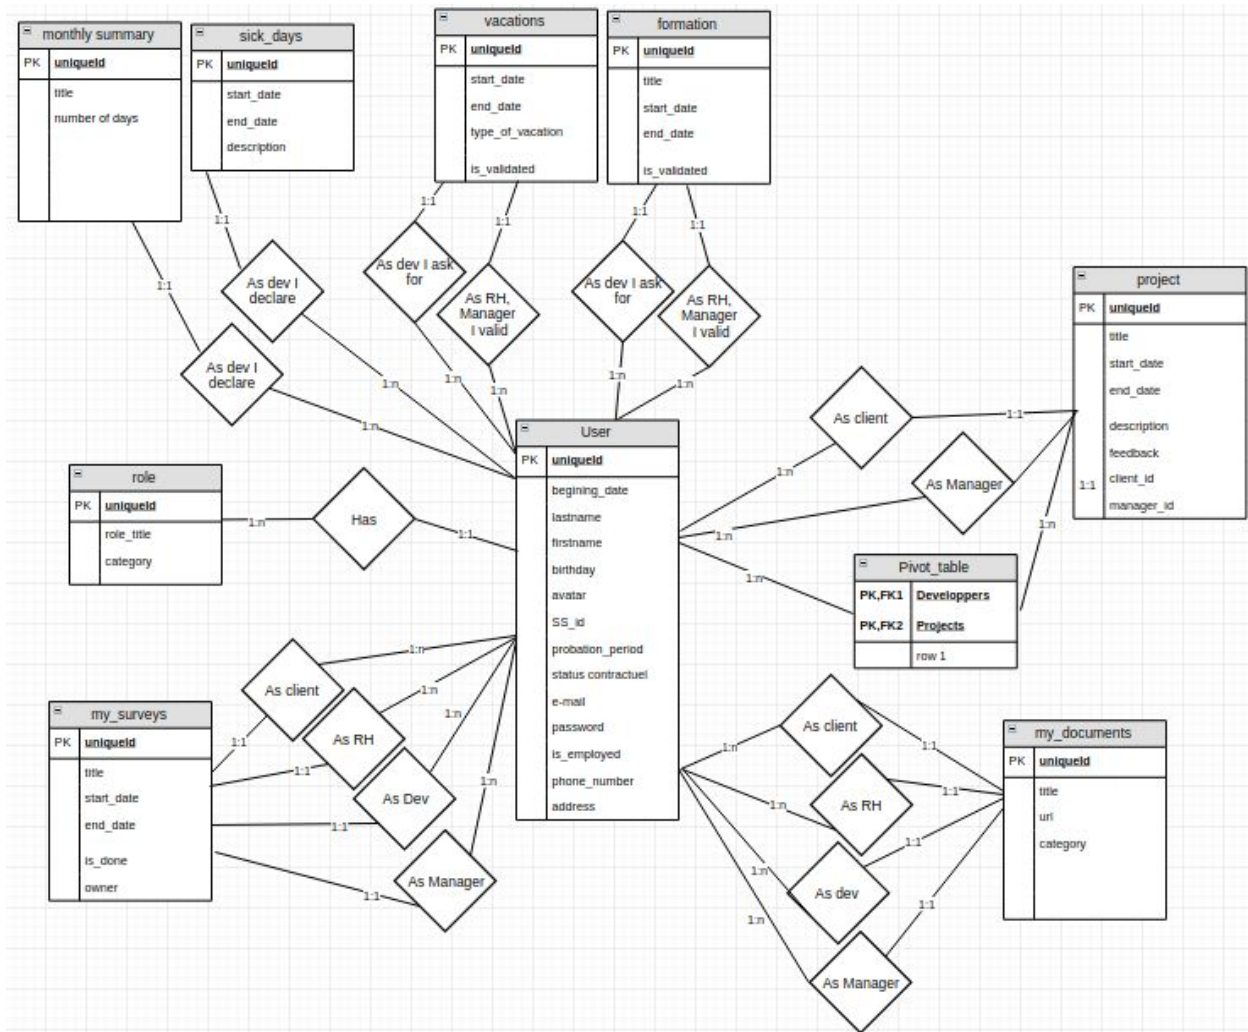 monthly summary
PK uniqueId
title
number of days
sick_days
PK uniqueId
start_date
end_date
description
vacations
PK uniqueId
start_date
end_date
type_of_vacation
is_validated
formation
PK uniqueId
title
start_date
end_date
is_validated
1:1
1:1
1:1
1:1
1:1
1:1
As dev I
declare
As dev I
declare
As dev I ask
for
As RH,
Manager
I valid
As dev I ask
for
As RH,
Manager
I valid
1:n
1:n
1:n
1:n
1:n
1:n
project
PK uniqueId
title
start_date
end_date
description
feedback
1:1 client_id
manager_id
As client
1:1
1:n
As Manager
1:n
1:n
1:n
Pivot_table
PK,FK1 Developpers
PK,FK2 Projects
row 1
role
PK uniqueId
role_title
category
1:n
Has
1:1
User
PK uniqueId
begining_date
lastname
firstname
birthday
avatar
SS_id
probation_period
status contractuel
e-mail
password
is_employed
phone_number
address
my_surveys
PK uniqueId
title
start_date
end_date
is_done
owner
As client
1:n
1:1
As RH
1:n
1:1
As Dev
1:n
1:1
As Manager
1:n
1:1
As client
1:n
1:1
As RH
1:n
1:1
As dev
1:n
1:1
As Manager
1:n
1:1
my_documents
PK uniqueId
title
url
category